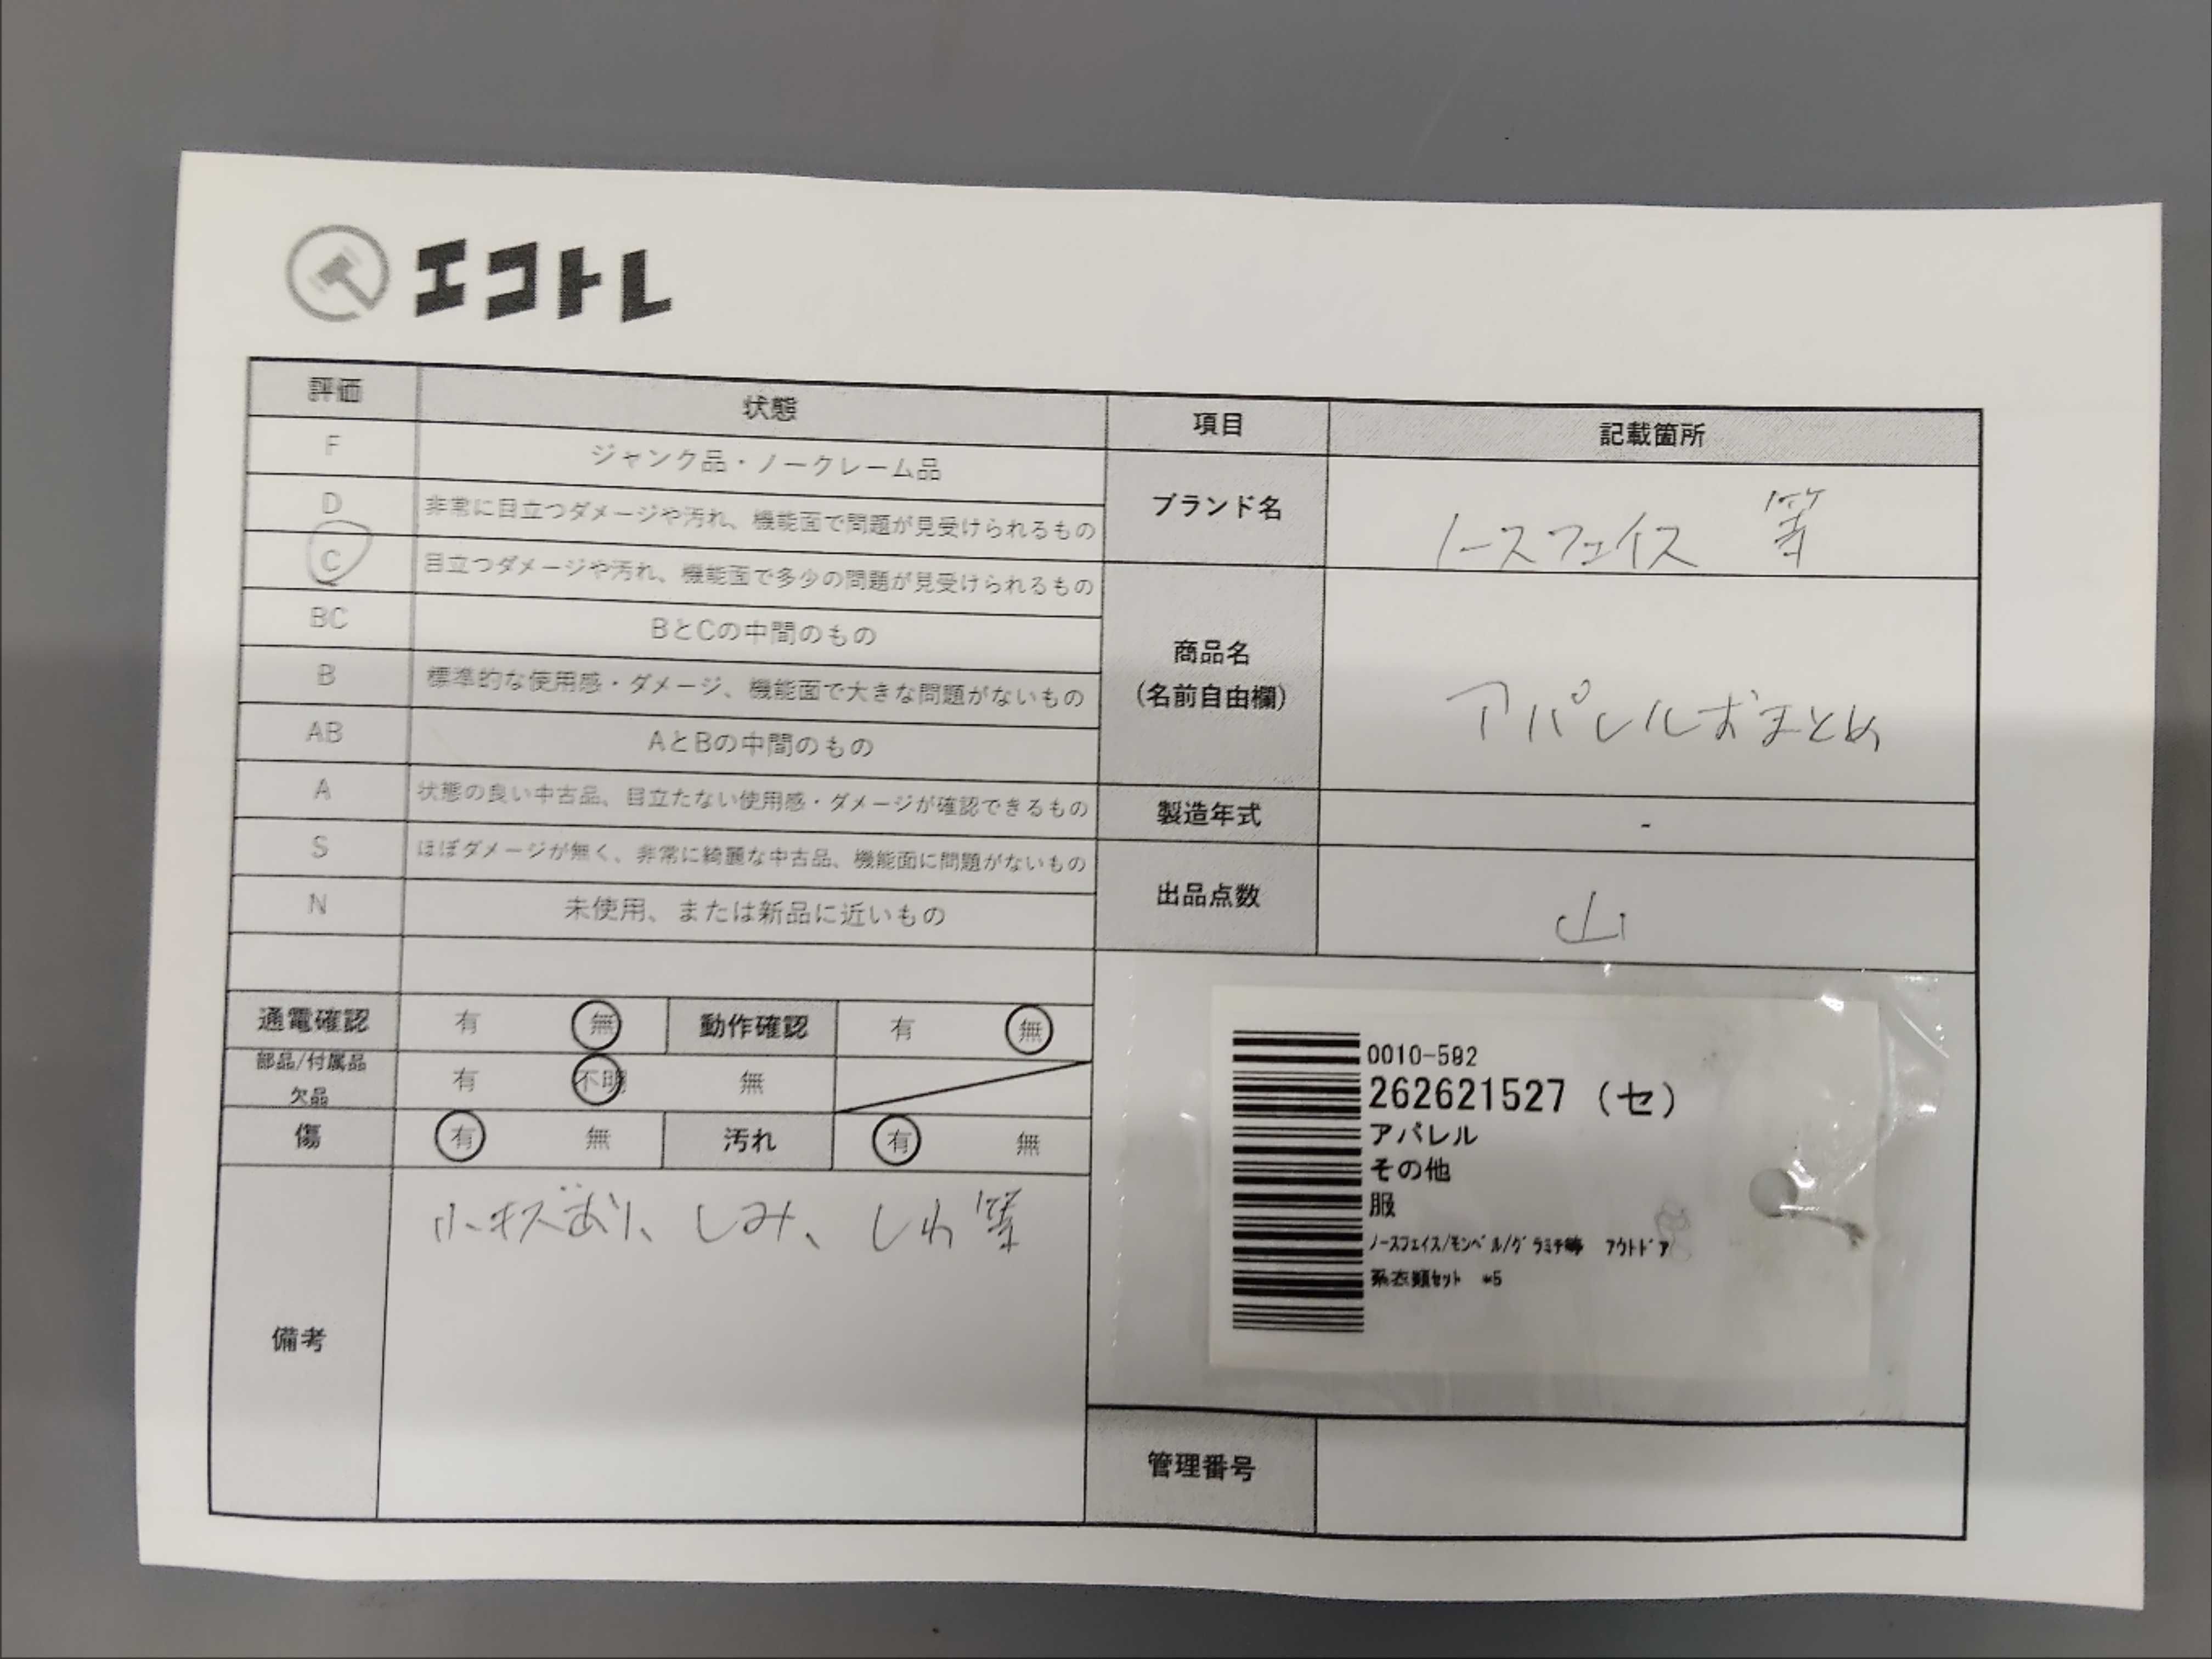 エコトレ
評価 状態 項目 記載箇所
F ジャンク品・ノークレーム品
D 非常に目立つダメージや汚れ、機能面で問題が見受けられるもの
C 目立つダメージや汚れ、機能面で多少の問題が見受けられるもの
BC BとCの中間のもの
B 標準的な使用感・ダメージ、機能面で大きな問題がないもの
AB AとBの中間のもの
A 状態の良い中古品、目立たない使用感・ダメージが確認できるもの
S ほぼダメージが無く、非常に綺麗な中古品、機能面に問題がないもの
N 未使用、または新品に近いもの
ブランド名 ノースフェイス 等
商品名
(名前自由欄)
アパレルおまとめ
製造年式 -
出品点数 山
通電確認 有 無 動作確認 有 無
部品/付属品
欠品
有 不明 無
傷 有 無 汚れ 有 無
備考
小キズあり、しみ、しわ等
0010-592
262621527 (セ)
アパレル
その他
服
ノースフェイス/モンベル/グラミチ等 アウトドア
系衣類セット *5
管理番号